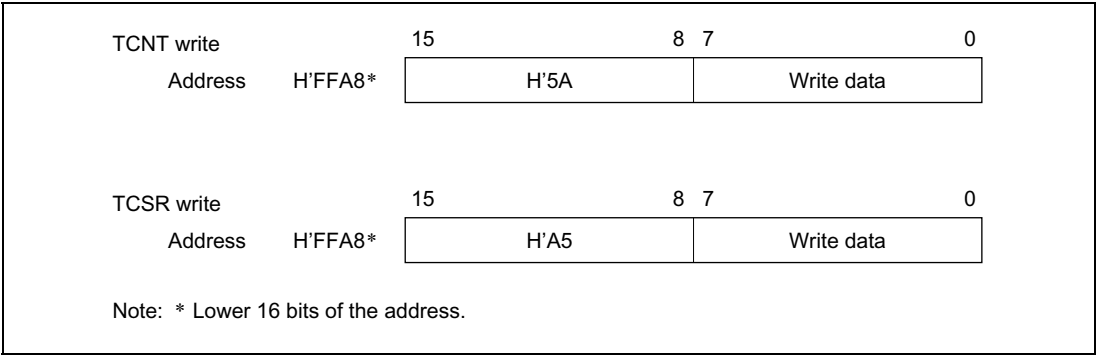 TCNT write 15 8 7 0
Address H'FFA8* H'5A Write data
TCSR write 15 8 7 0
Address H'FFA8* H'A5 Write data
Note: * Lower 16 bits of the address.